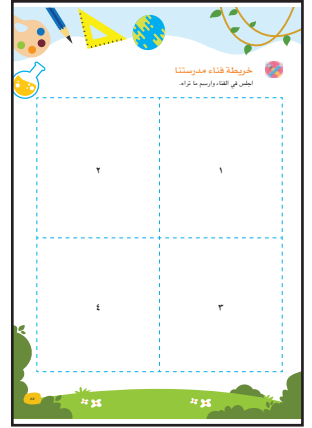 خريطة فناء مدرستنا
اجلس في الفناء وارسم ما تراه.
١
٢
٣
٤